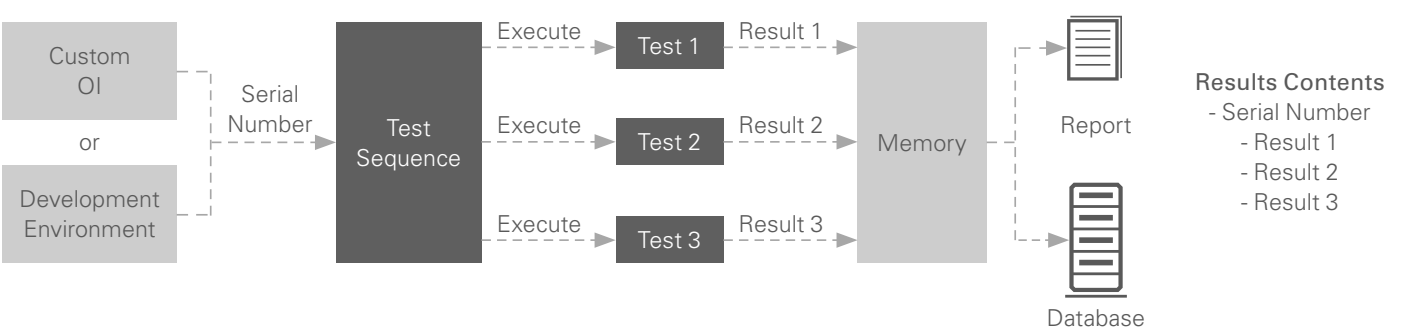 Custom
OI
or
Development
Environment
Serial
Number
Test
Sequence
Execute
Test 1
Result 1
Execute
Test 2
Result 2
Execute
Test 3
Result 3
Memory
Report
Database
Results Contents
- Serial Number
- Result 1
- Result 2
- Result 3